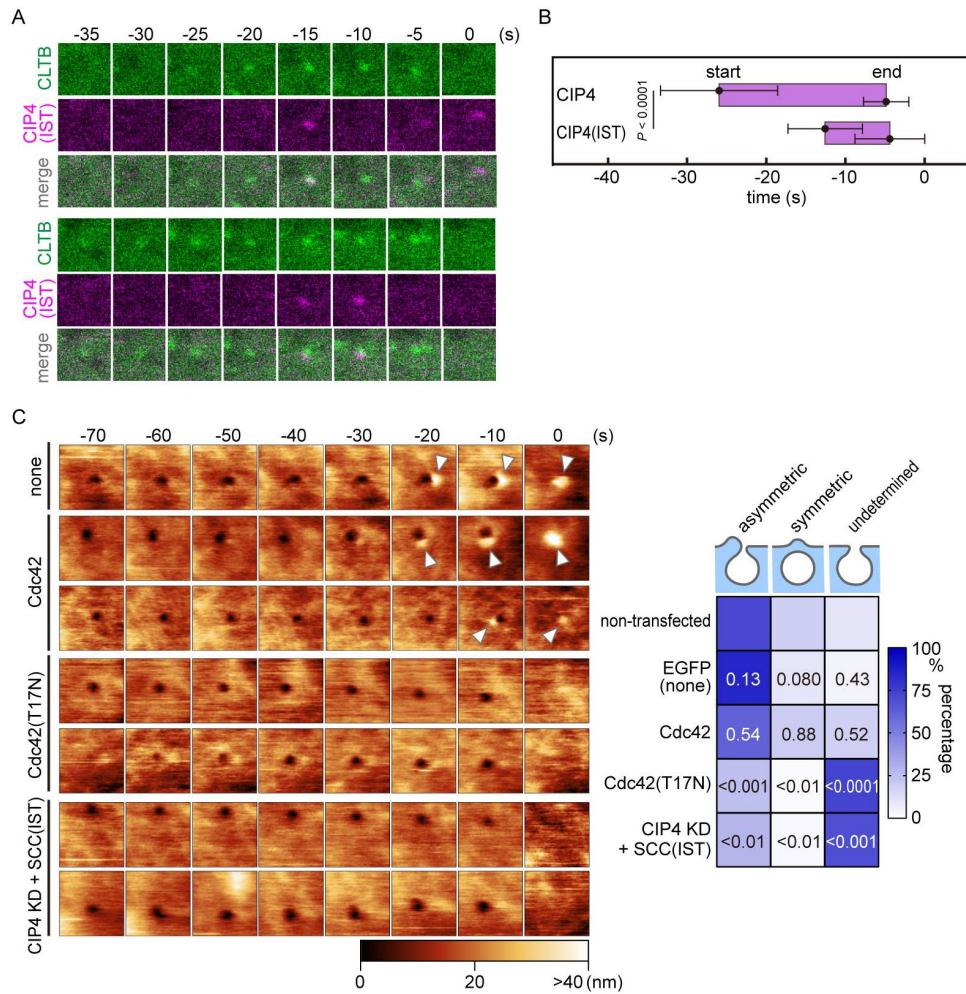 A
-35 -30 -25 -20 -15 -10 -5 0 (s)
CLTB
CIP4
(IST)
merge
CLTB
CIP4
(IST)
merge
B
start end
CIP4
CIP4(IST)
P < 0.0001
-40 -30 -20 -10 0
time (s)
C
-70 -60 -50 -40 -30 -20 -10 0 (s)
none
Cdc42
Cdc42(T17N)
CIP4 KD + SCC(IST)
0 20 >40 (nm)
asymmetric
symmetric
undetermined
non-transfected
EGFP
(none)
0.13 0.080 0.43
Cdc42 0.54 0.88 0.52
Cdc42(T17N) <0.001 <0.01 <0.0001
CIP4 KD
+ SCC(IST)
<0.01 <0.01 <0.001
100
%
75
50
25
0
percentage